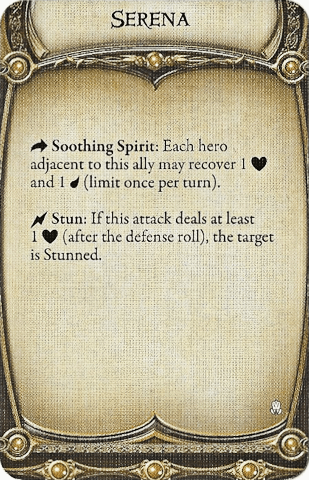 SERENA
Soothing Spirit: Each hero
adjacent to this ally may recover 1
and 1 (limit once per turn).
Stun: If this attack deals at least
1 (after the defense roll), the target
is Stunned.